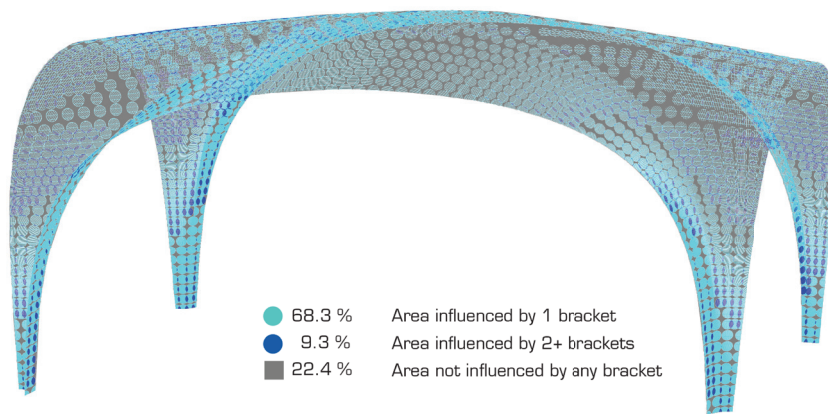 68.3 % Area influenced by 1 bracket
9.3 % Area influenced by 2+ brackets
22.4 % Area not influenced by any bracket